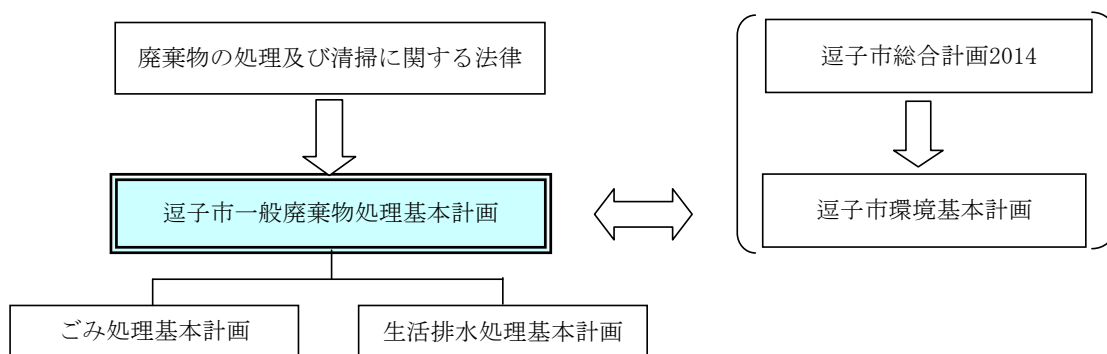 廃棄物の処理及び清掃に関する法律
逗子市総合計画2014
逗子市一般廃棄物処理基本計画
逗子市環境基本計画
ごみ処理基本計画
生活排水処理基本計画